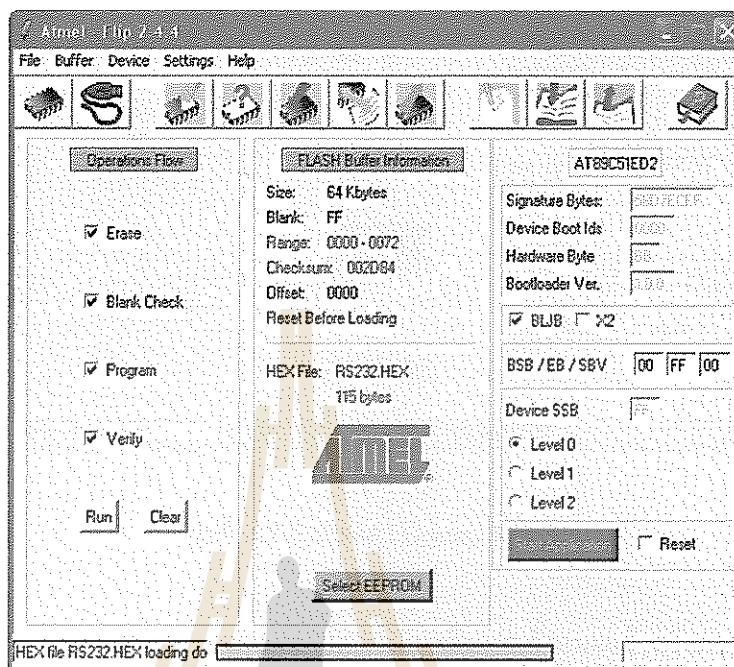 Atmel - Flip 2.4.4
File Buffer Device Settings Help
Operations Flow
Erase
Blank Check
Program
Verify
Run Clear
FLASH Buffer Information
Size: 64 Kbytes
Blank: FF
Range: 0000 - 0072
Checksum: 002D84
Offset: 0000
Reset Before Loading
HEX File: RS232.HEX
115 bytes
ATMEL
Select EEPROM
AT89C51ED2
Signature Bytes:
Device Boot Ids
Hardware Byte
Bootloader Ver.
BLJB X2
BSB / EB / SBV 00 FF 00
Device SSB FF
Level 0
Level 1
Level 2
Reset
HEX file RS232.HEX loading do